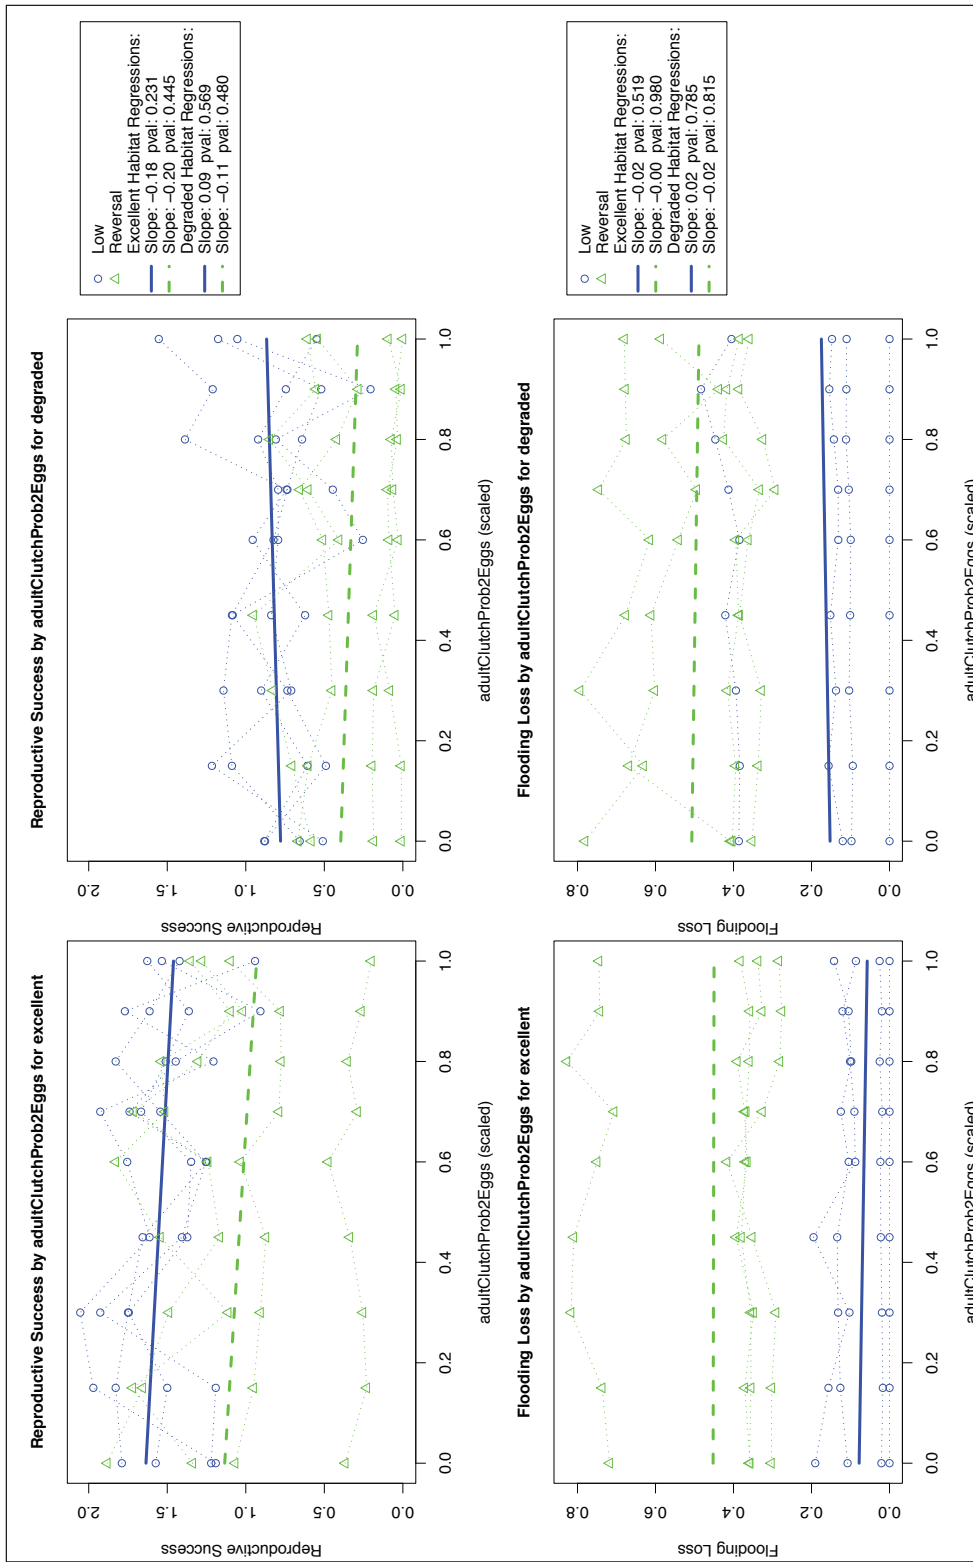 Reproductive Success by adultClutchProb2Eggs for excellent
Reproductive Success
0.0 0.5 1.0 1.5 2.0
0.0 0.2 0.4 0.6 0.8 1.0
adultClutchProb2Eggs (scaled)
Reproductive Success by adultClutchProb2Eggs for degraded
Reproductive Success
0.0 0.5 1.0 1.5 2.0
0.0 0.2 0.4 0.6 0.8 1.0
adultClutchProb2Eggs (scaled)
Low
Reversal
Excellent Habitat Regressions:
Slope: −0.18 pval: 0.231
Slope: −0.20 pval: 0.445
Degraded Habitat Regressions:
Slope: 0.09 pval: 0.569
Slope: −0.11 pval: 0.480
Flooding Loss by adultClutchProb2Eggs for excellent
Flooding Loss
0.0 0.2 0.4 0.6 0.8
0.0 0.2 0.4 0.6 0.8 1.0
adultClutchProb2Eggs (scaled)
Flooding Loss by adultClutchProb2Eggs for degraded
Flooding Loss
0.0 0.2 0.4 0.6 0.8
0.0 0.2 0.4 0.6 0.8 1.0
adultClutchProb2Eggs (scaled)
Low
Reversal
Excellent Habitat Regressions:
Slope: −0.02 pval: 0.519
Slope: −0.00 pval: 0.980
Degraded Habitat Regressions:
Slope: 0.02 pval: 0.785
Slope: −0.02 pval: 0.815